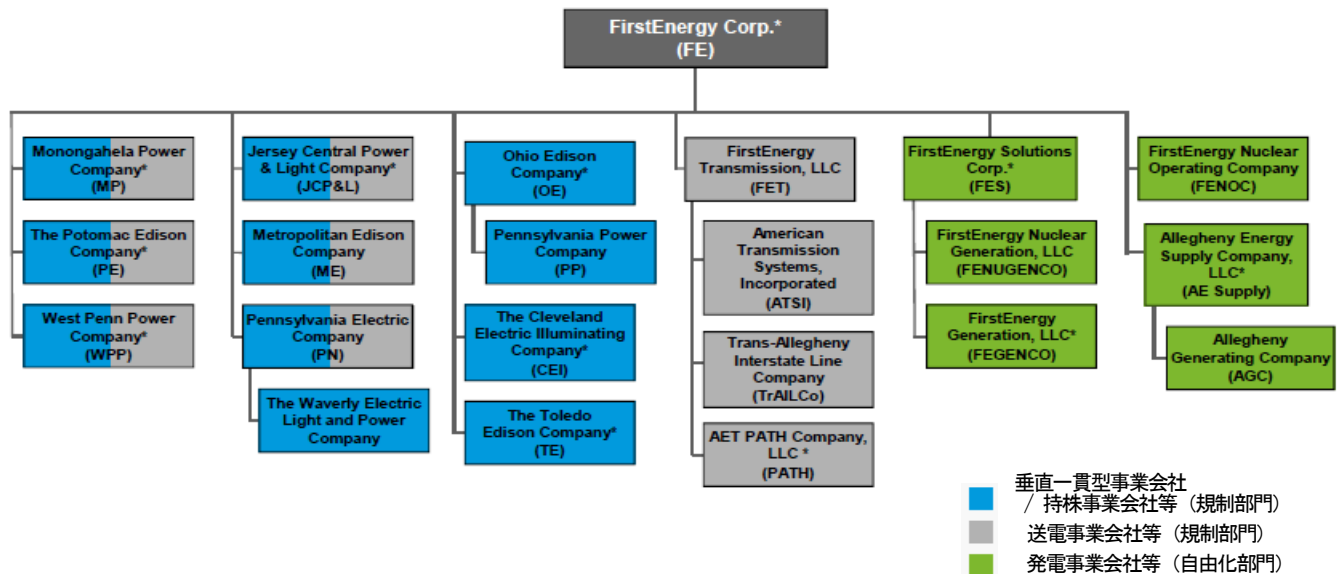 FirstEnergy Corp.*
(FE)
Monongahela Power
Company*
(MP)
The Potomac Edison
Company*
(PE)
West Penn Power
Company*
(WPP)
Jersey Central Power
& Light Company*
(JCP&L)
Metropolitan Edison
Company
(ME)
Pennsylvania Electric
Company
(PN)
The Waverly Electric
Light and Power
Company
Ohio Edison
Company*
(OE)
Pennsylvania Power
Company
(PP)
The Cleveland
Electric Illuminating
Company*
(CEI)
The Toledo
Edison Company*
(TE)
FirstEnergy
Transmission, LLC
(FET)
American
Transmission
Systems,
Incorporated
(ATSI)
Trans-Allegheny
Interstate Line
Company
(TrAILCo)
AET PATH Company,
LLC *
(PATH)
FirstEnergy Solutions
Corp.*
(FES)
FirstEnergy Nuclear
Generation, LLC
(FENUGENCO)
FirstEnergy
Generation, LLC*
(FEGENCO)
FirstEnergy Nuclear
Operating Company
(FENOC)
Allegheny Energy
Supply Company,
LLC*
(AE Supply)
Allegheny
Generating Company
(AGC)
垂直一貫型事業会社
/ 持株事業会社等（規制部門）
送電事業会社等（規制部門）
発電事業会社等（自由化部門）